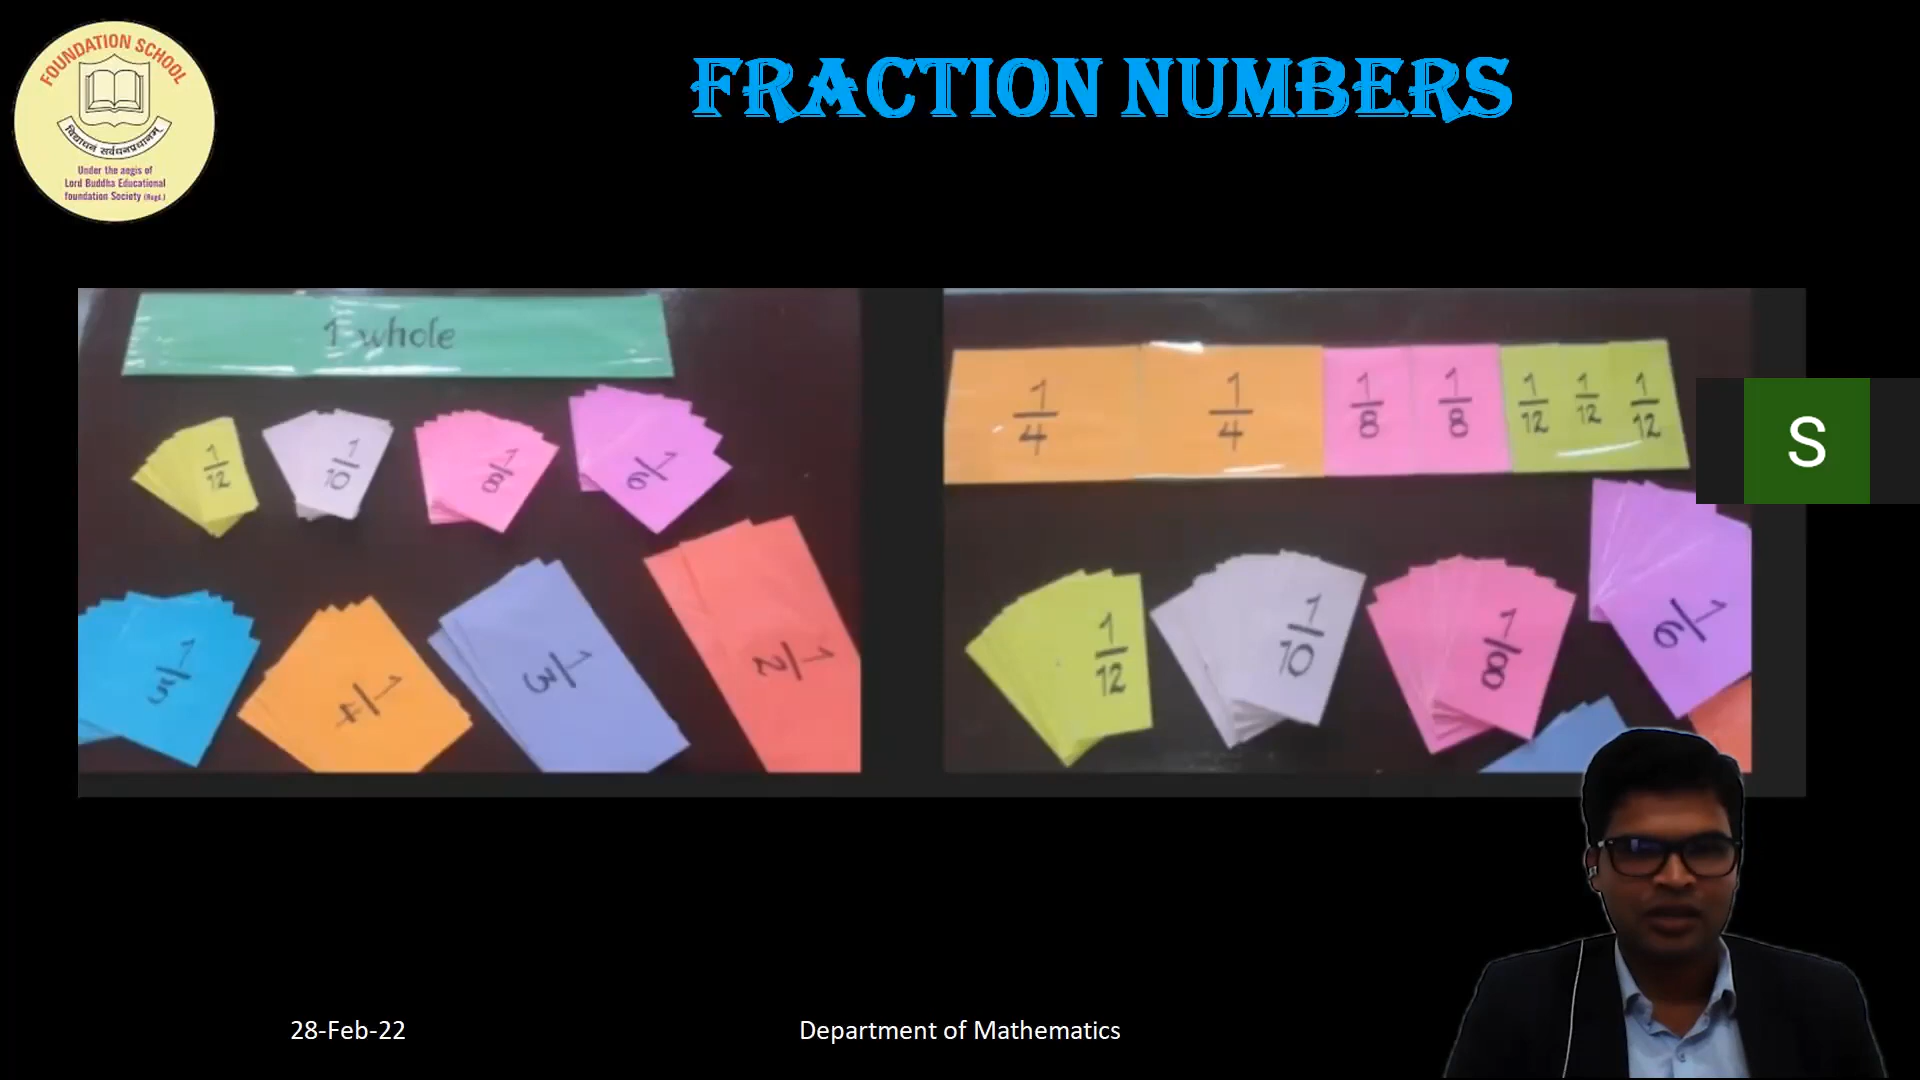 FOUNDATION SCHOOL
विद्याधनं सर्वधनप्रधानम्
Under the aegis of
Lord Buddha Educational
foundation Society (Regd.)
FRACTION NUMBERS
1 whole
1/12
1/10
1/8
1/6
1/5
1/4
1/3
1/2
1/4 1/4 1/8 1/8 1/12 1/12 1/12
1/12
1/10
1/8
1/6
S
28-Feb-22
Department of Mathematics